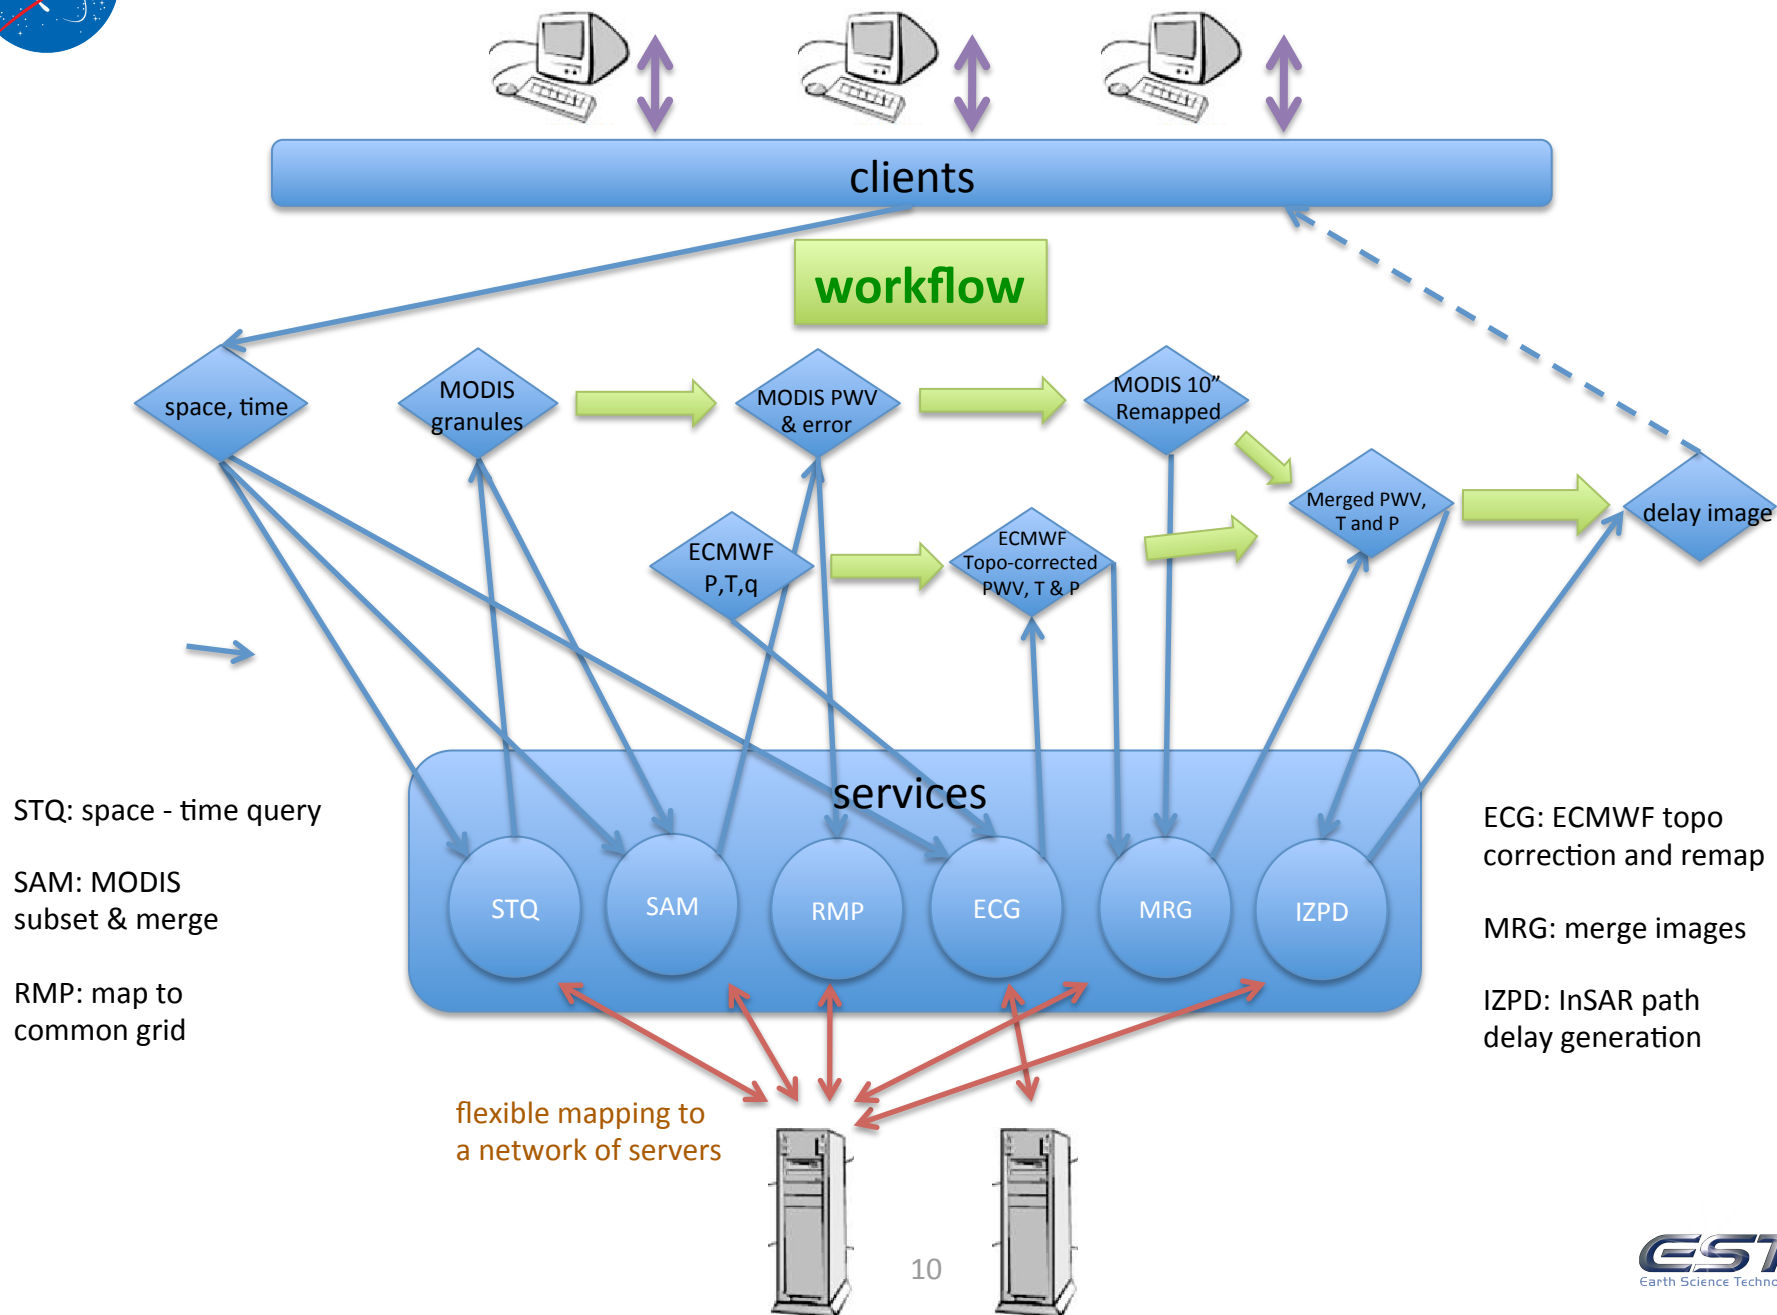 clients
workflow
space, time
MODIS
granules
MODIS PWV
& error
MODIS 10”
Remapped
ECMWF
P,T,q
ECMWF
Topo-corrected
PWV, T & P
Merged PWV,
T and P
delay image
services
STQ
SAM
RMP
ECG
MRG
IZPD
STQ: space - time query
SAM: MODIS
subset & merge
RMP: map to
common grid
ECG: ECMWF topo
correction and remap
MRG: merge images
IZPD: InSAR path
delay generation
flexible mapping to
a network of servers
10
Earth Science